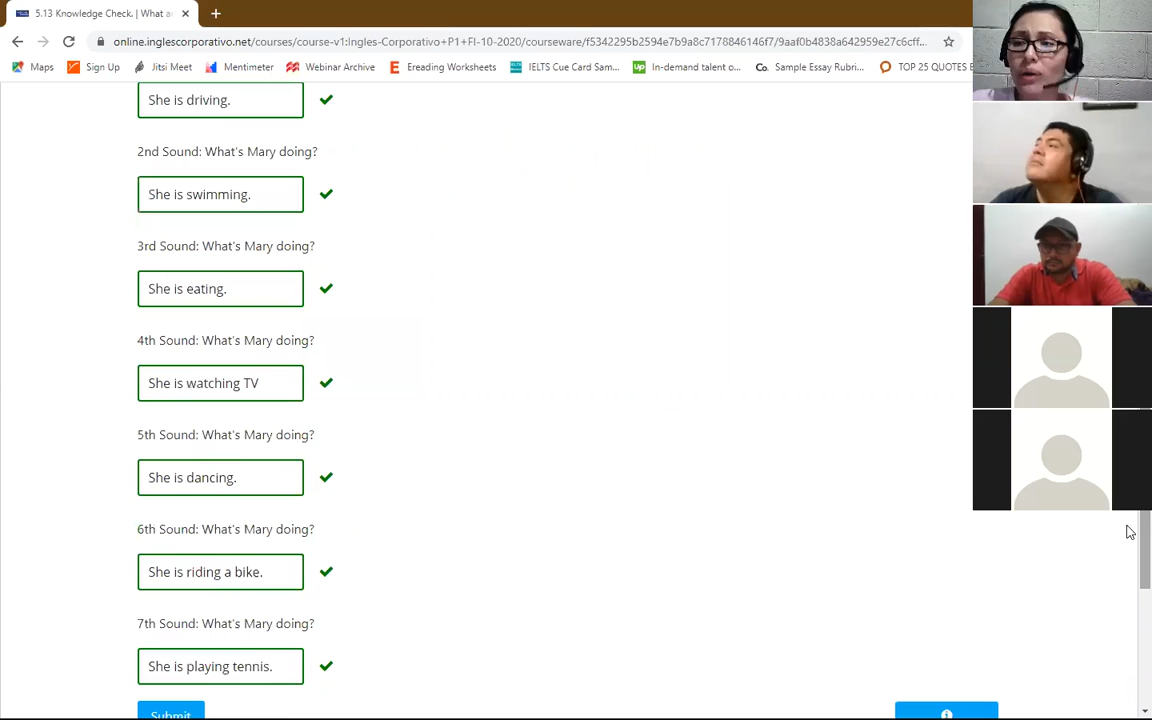 5.13 Knowledge Check. | What a
online.inglescorporativo.net/courses/course-v1:Ingles-Corporativo+P1+FI-10-2020/courseware/f5342295b2594e7b9a8c7178846146f7/9aaf0b4838a642959e27c6cff...
Maps Sign Up Jitsi Meet Mentimeter Webinar Archive Ereading Worksheets IELTS Cue Card Sam... In-demand talent o... Co. Sample Essay Rubri... TOP 25 QUOTES
She is driving.
2nd Sound: What's Mary doing?
She is swimming.
3rd Sound: What's Mary doing?
She is eating.
4th Sound: What's Mary doing?
She is watching TV
5th Sound: What's Mary doing?
She is dancing.
6th Sound: What's Mary doing?
She is riding a bike.
7th Sound: What's Mary doing?
She is playing tennis.
Submit